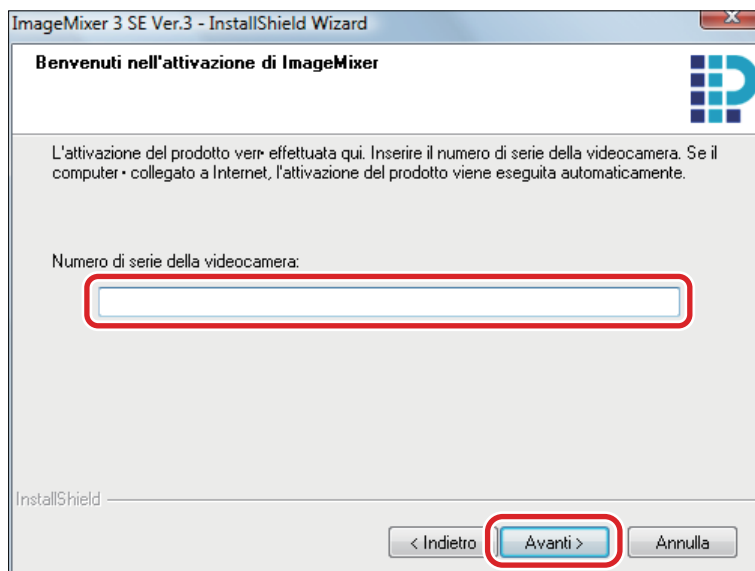 ImageMixer 3 SE Ver.3 - InstallShield Wizard
Benvenuti nell'attivazione di ImageMixer
L'attivazione del prodotto verr• effettuata qui. Inserire il numero di serie della videocamera. Se il
computer • collegato a Internet, l'attivazione del prodotto viene eseguita automaticamente.
Numero di serie della videocamera:
InstallShield
< Indietro
Avanti >
Annulla